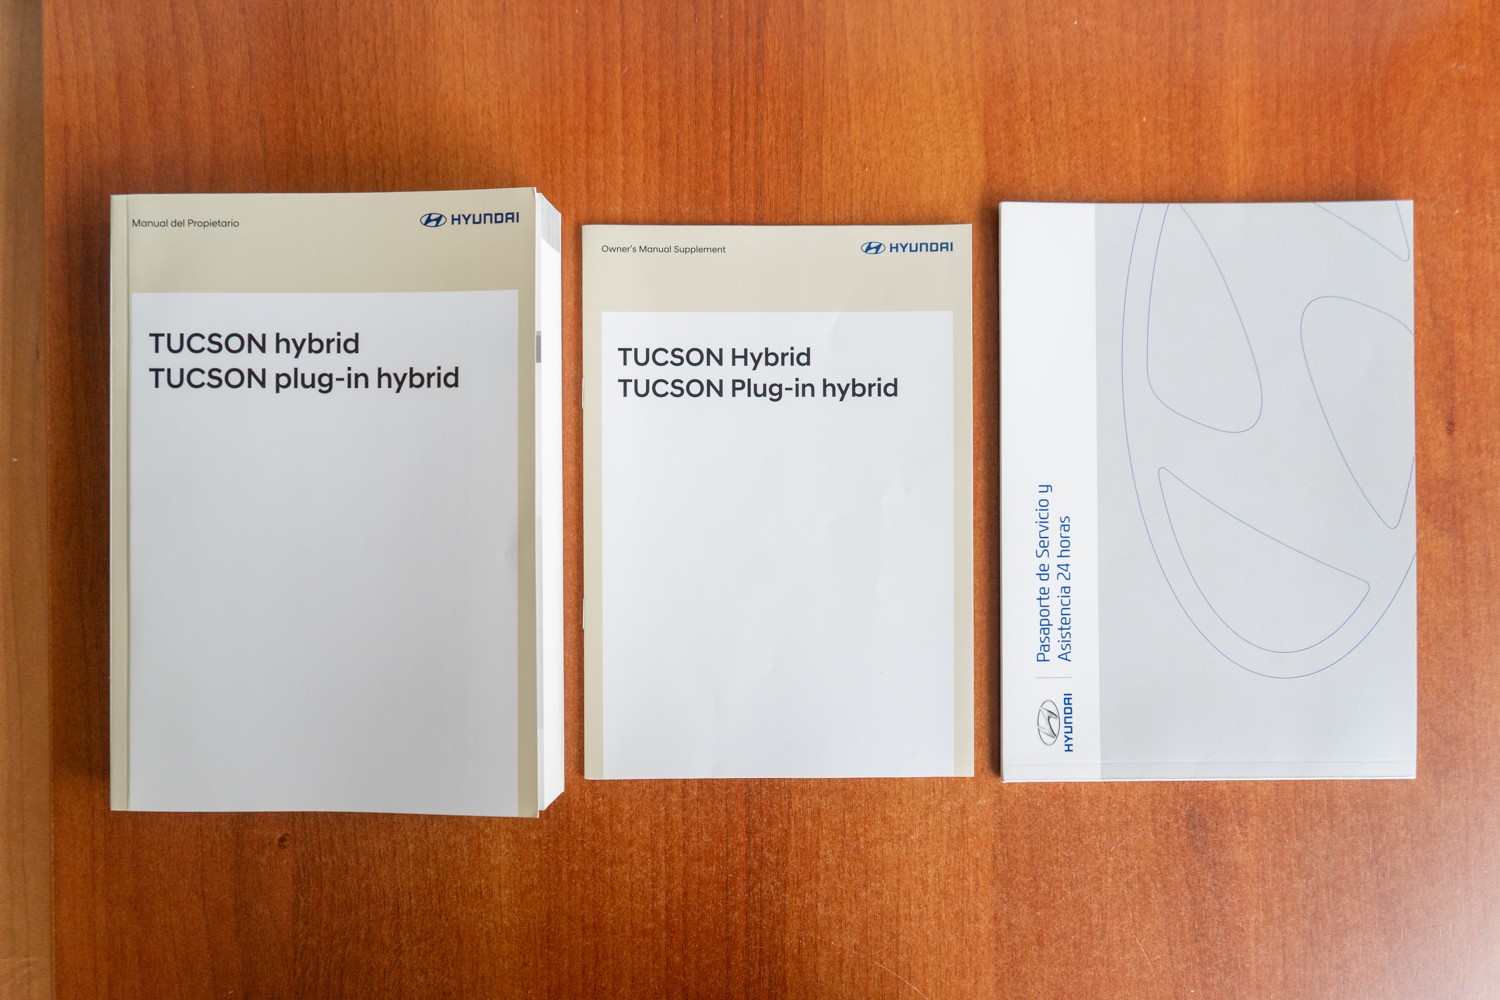 Manual del Propietario
HYUNDAI
TUCSON hybrid
TUCSON plug-in hybrid
Owner's Manual Supplement
HYUNDAI
TUCSON Hybrid
TUCSON Plug-in hybrid
Pasaporte de Servicio y
Asistencia 24 horas
HYUNDAI